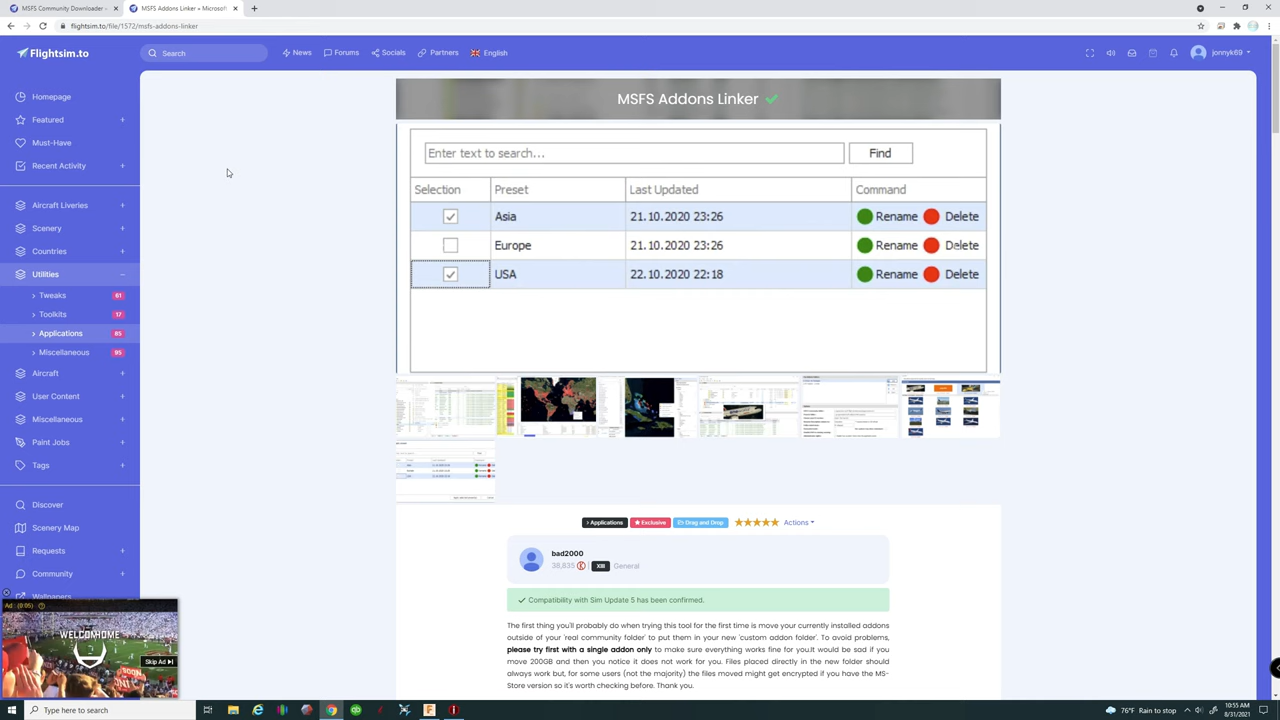 MSFS Community Downloader -
MSFS Addons Linker • Microsof
flightsim.to/file/1572/msfs-addons-linker
Flightsim.to
Search
News
Forums
Socials
Partners
English
jonnyk69
Homepage
Featured
Must-Have
Recent Activity
Aircraft Liveries
Scenery
Countries
Utilities
Tweaks 61
Toolkits 17
Applications 85
Miscellaneous 95
Aircraft
User Content
Miscellaneous
Paint Jobs
Tags
Discover
Scenery Map
Requests
Community
Wallpapers
Ad : (0:05)
WELCOME HOME
Skip Ad
MSFS Addons Linker
Enter text to search...
Find
Selection Preset Last Updated Command
Asia 21.10.2020 23:26 Rename Delete
Europe 21.10.2020 23:26 Rename Delete
USA 22.10.2020 22:18 Rename Delete
Applications Exclusive Drag and Drop Actions
bad2000
38,835 XIII General
Compatibility with Sim Update 5 has been confirmed.
The first thing you'll probably do when trying this tool for the first time is move your currently installed addons
outside of your 'real community folder' to put them in your new 'custom addon folder'. To avoid problems,
please try first with a single addon only to make sure everything works fine for you.It would be sad if you
move 200GB and then you notice it does not work for you. Files placed directly in the new folder should
always work but, for some users (not the majority) the files moved might get encrypted if you have the MS-
Store version so it's worth checking before. Thank you.
Type here to search
76°F Rain to stop
10:55 AM
8/31/2021